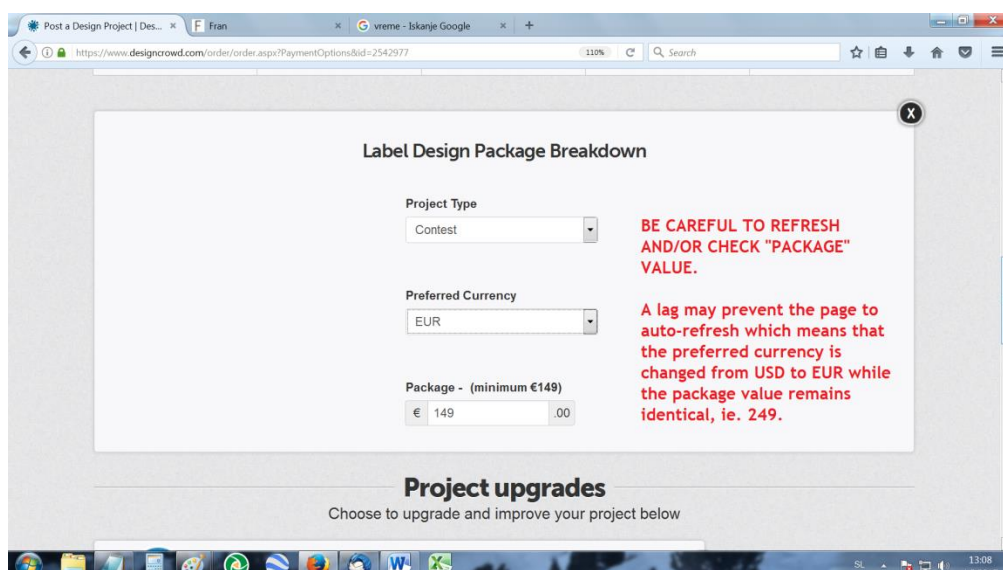 Post a Design Project | Des... ×
Fran ×
vreme - Iskanje Google × +
https://www.designcrowd.com/order/order.aspx?PaymentOptions&id=2542977
110%
Search
X
Label Design Package Breakdown
Project Type
Contest
BE CAREFUL TO REFRESH
AND/OR CHECK "PACKAGE"
VALUE.
Preferred Currency
EUR
A lag may prevent the page to
auto-refresh which means that
the preferred currency is
changed from USD to EUR while
the package value remains
identical, ie. 249.
Package - (minimum €149)
€ 149 .00
Project upgrades
Choose to upgrade and improve your project below
SL 13:08